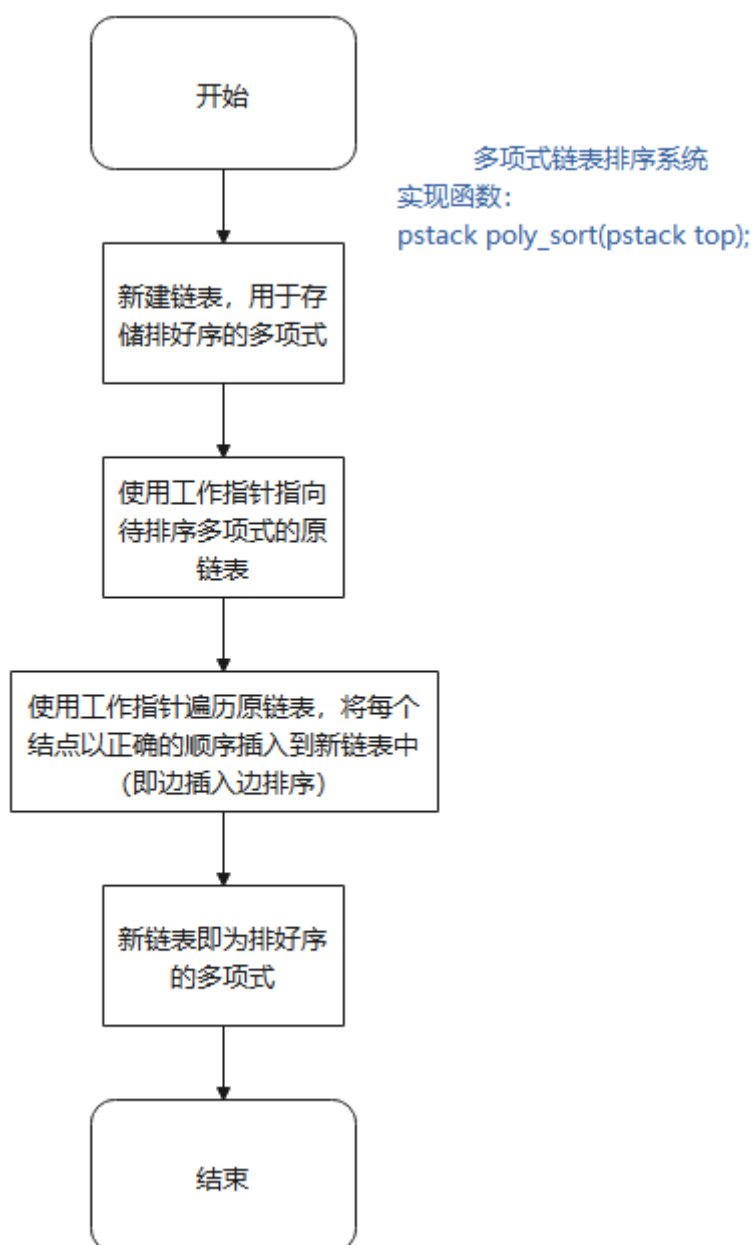 开始
多项式链表排序系统
实现函数：
pstack poly_sort(pstack top);
新建链表，用于存
储排好序的多项式
使用工作指针指向
待排序多项式的原
链表
使用工作指针遍历原链表，将每个
结点以正确的顺序插入到新链表中
（即边插入边排序）
新链表即为排好序
的多项式
结束